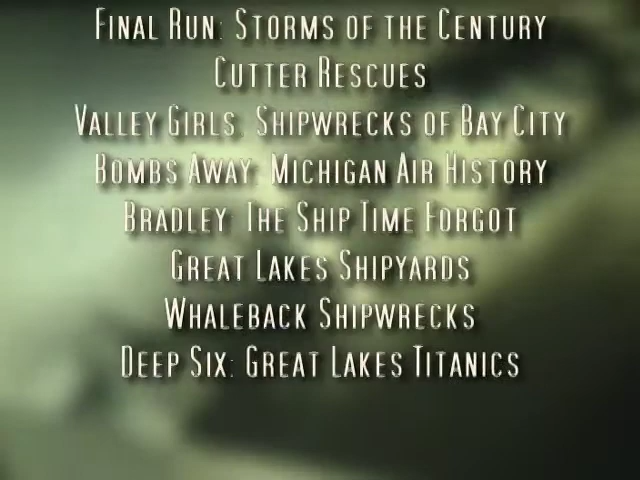 Final Run: Storms of the Century
Cutter Rescues
Valley Girls: Shipwrecks of Bay City
Bombs Away: Michigan Air History
Bradley: The Ship Time Forgot
Great Lakes Shipyards
Whaleback Shipwrecks
Deep Six: Great Lakes Titanics